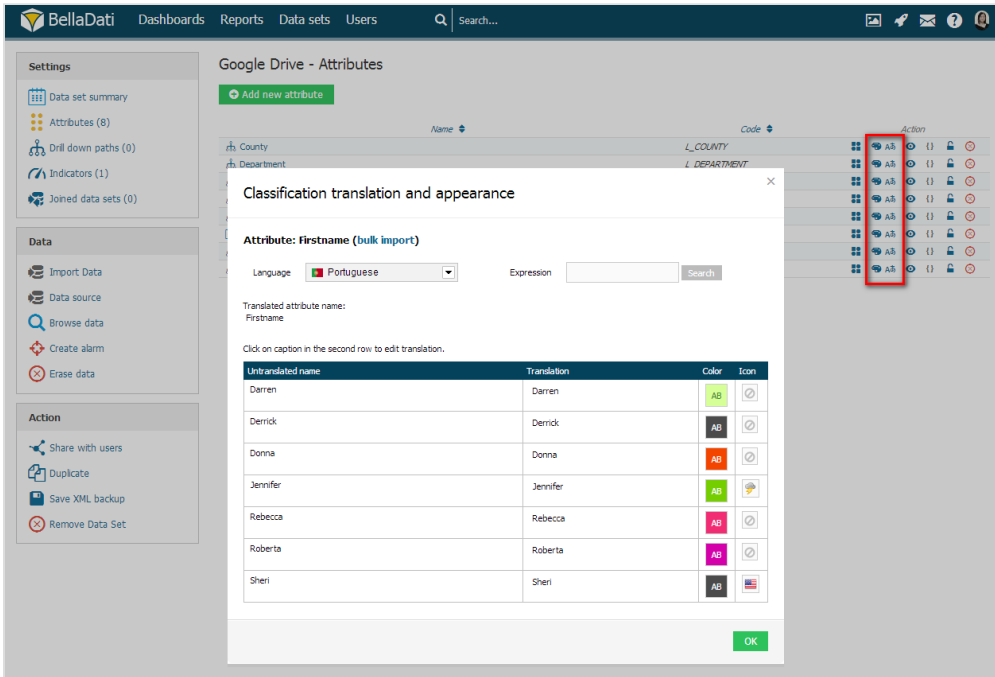 BellaDati Dashboards Reports Data sets Users Search...
Settings
Data set summary
Attributes (8)
Drill down paths (0)
Indicators (1)
Joined data sets (0)
Data
Import Data
Data source
Browse data
Create alarm
Erase data
Action
Share with users
Duplicate
Save XML backup
Remove Data Set
Google Drive - Attributes
Add new attribute
Name Code Action
County L_COUNTY
Department L_DEPARTMENT
Classification translation and appearance
Attribute: Firstname (bulk import)
Language Portuguese Expression Search
Translated attribute name:
Firstname
Click on caption in the second row to edit translation.
Untranslated name Translation Color Icon
Darren Darren AB
Derrick Derrick AB
Donna Donna AB
Jennifer Jennifer AB
Rebecca Rebecca AB
Roberta Roberta AB
Sheri Sheri AB
OK